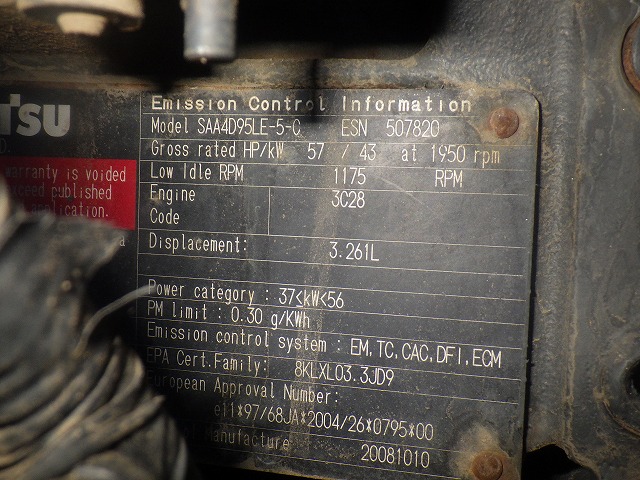 TSU
D.
warranty is voided
exceed published
application.
a
Emission Control Information
Model SAA4D95LE-5-C ESN 507820
Gross rated HP/kW 57 / 43 at 1950 rpm
Low Idle RPM 1175 RPM
Engine Code 3C28
Displacement: 3.261L
Power category : 37≤kW<56
PM limit : 0.30 g/KWh
Emission control system : EM,TC,CAC,DFI,ECM
EPA Cert.Family: 8KLXL03.3JD9
European Approval Number:
e11*97/68JA*2004/26*0795*00
Manufacture 20081010